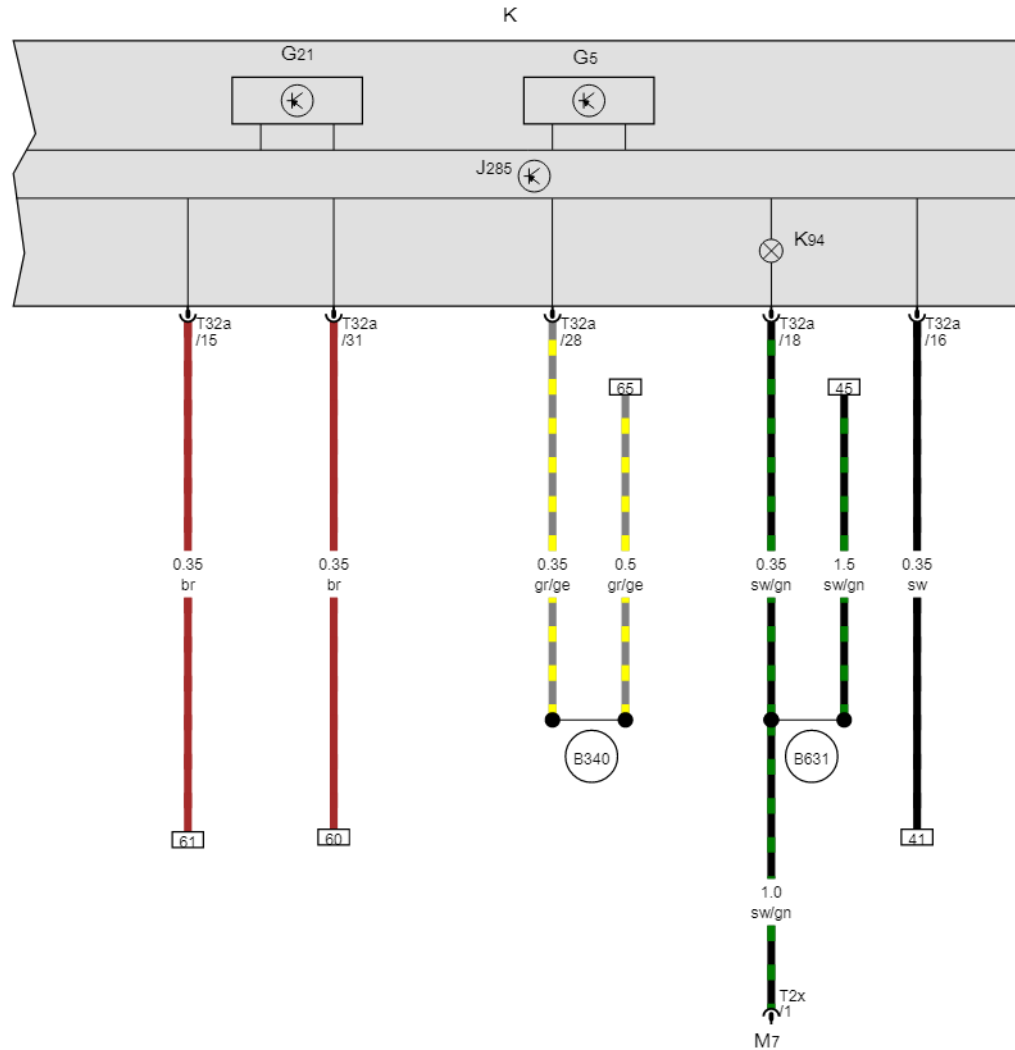 K
G21
G5
J285
K94
T32a
/15
T32a
/31
T32a
/28
T32a
/18
T32a
/16
65
45
0.35
br
0.35
br
0.35
gr/ge
0.5
gr/ge
0.35
sw/gn
1.5
sw/gn
0.35
sw
B340
B631
61
60
41
1.0
sw/gn
T2x
/1
M7